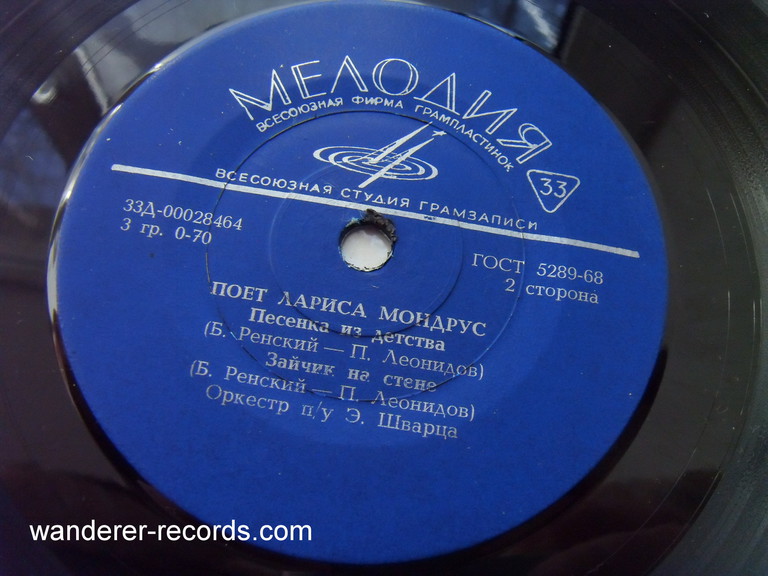 МЕЛОДИЯ
ВСЕСОЮЗНАЯ ФИРМА ГРАМПЛАСТИНОК
33
ВСЕСОЮЗНАЯ СТУДИЯ ГРАМЗАПИСИ
33Д-00028464
3 гр. 0-70
ГОСТ 5289-68
2 сторона
ПОЕТ ЛАРИСА МОНДРУС
Песенка из детства
(Б. Ренский — П. Леонидов)
Зайчик на стене
(Б. Ренский — П. Леонидов)
Оркестр п/у Э. Шварца
wanderer-records.com